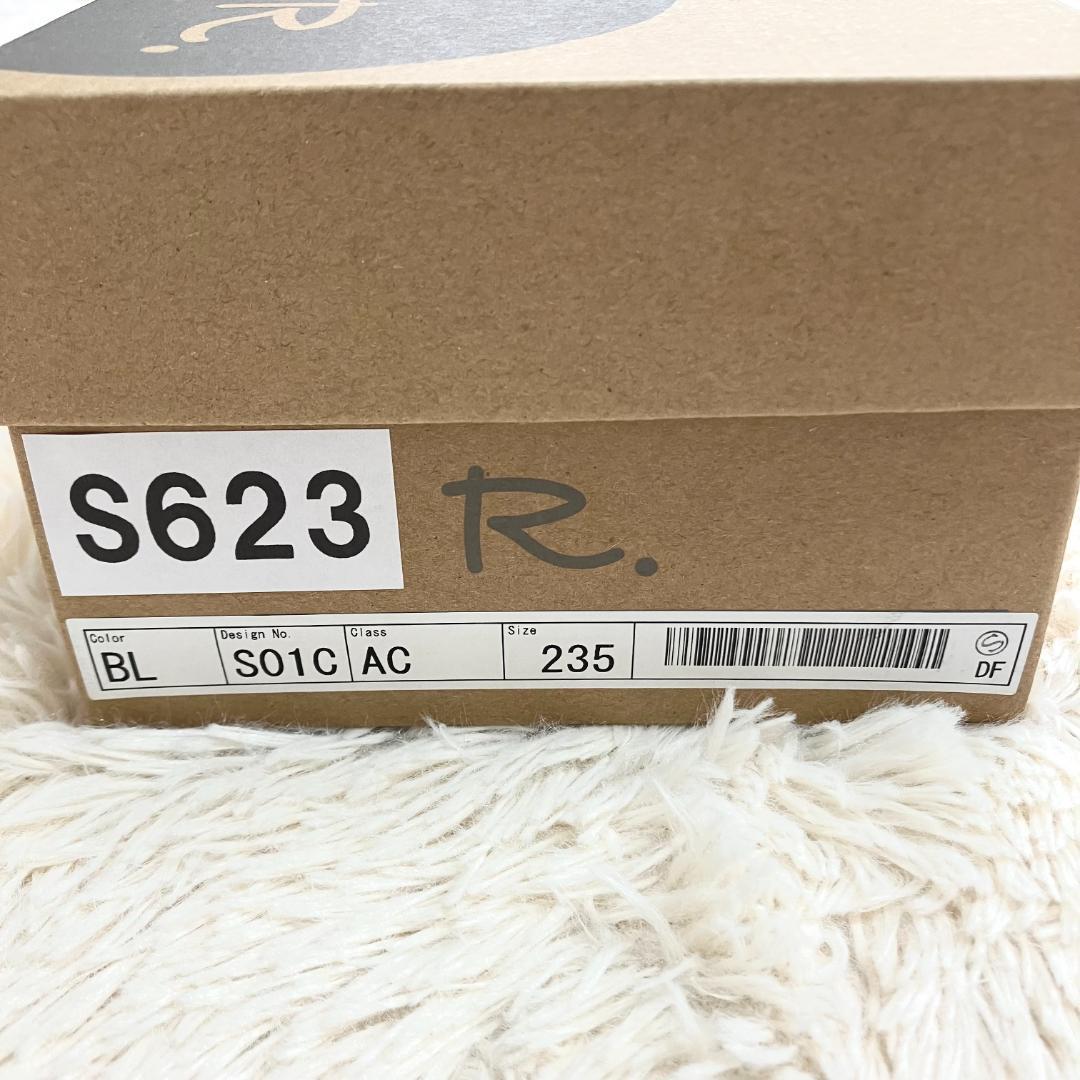 R.
S623
R.
Color BL Design No. S01C Class AC Size 235 S DF